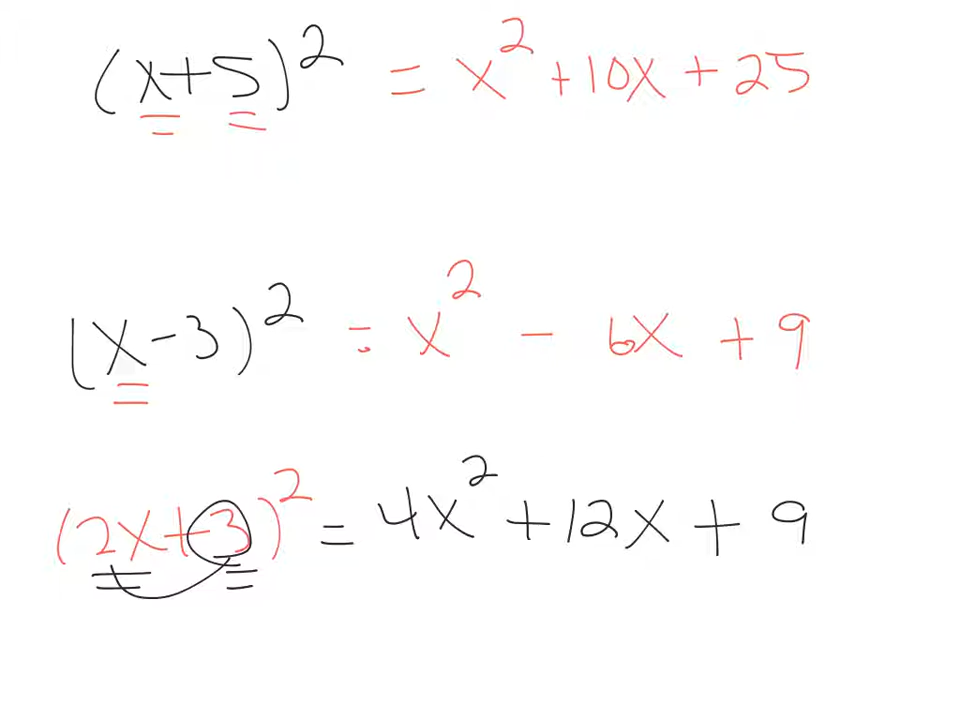 (x+5)² = x² +10x + 25
(x-3)² = x² - 6x + 9
(2x+3)² = 4x² +12x + 9